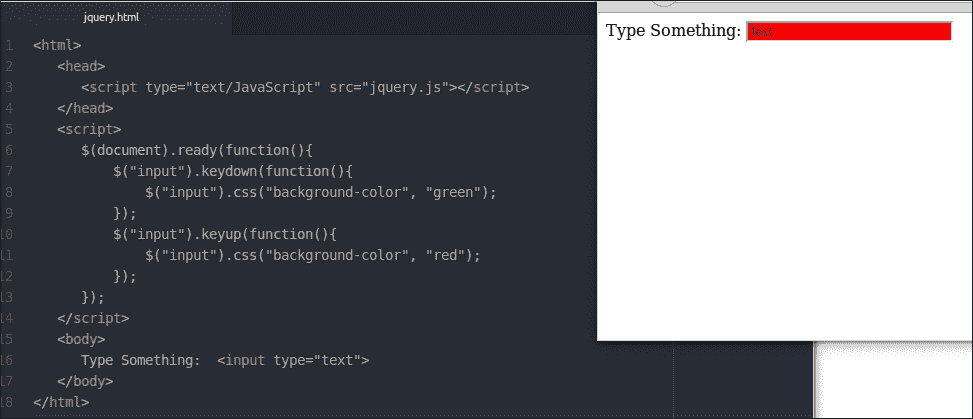 jquery.html
1 <html>
2 <head>
3 <script type="text/JavaScript" src="jquery.js"></script>
4 </head>
5 <script>
6 $(document).ready(function(){
7 $("input").keydown(function(){
8 $("input").css("background-color", "green");
9 });
10 $("input").keyup(function(){
11 $("input").css("background-color", "red");
12 });
13 });
14 </script>
15 <body>
16 Type Something:  <input type="text">
17 </body>
18 </html>
Type Something: